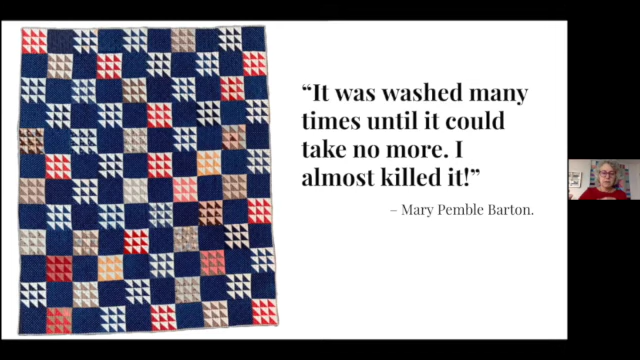 “It was washed many
times until it could
take no more. I
almost killed it!”
– Mary Pemble Barton.